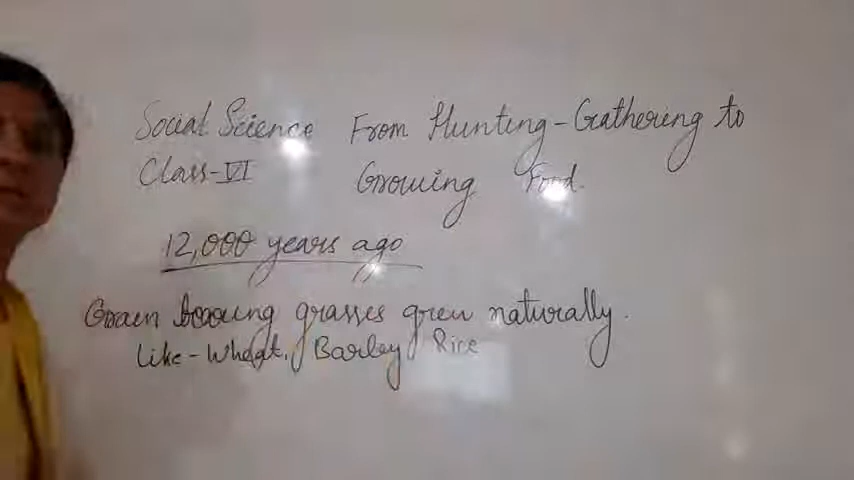 Social Science From Hunting-Gathering to
Class-VI Growing Food.
12,000 years ago
Grain bearing grasses grew naturally.
Like - Wheat, Barley Rice